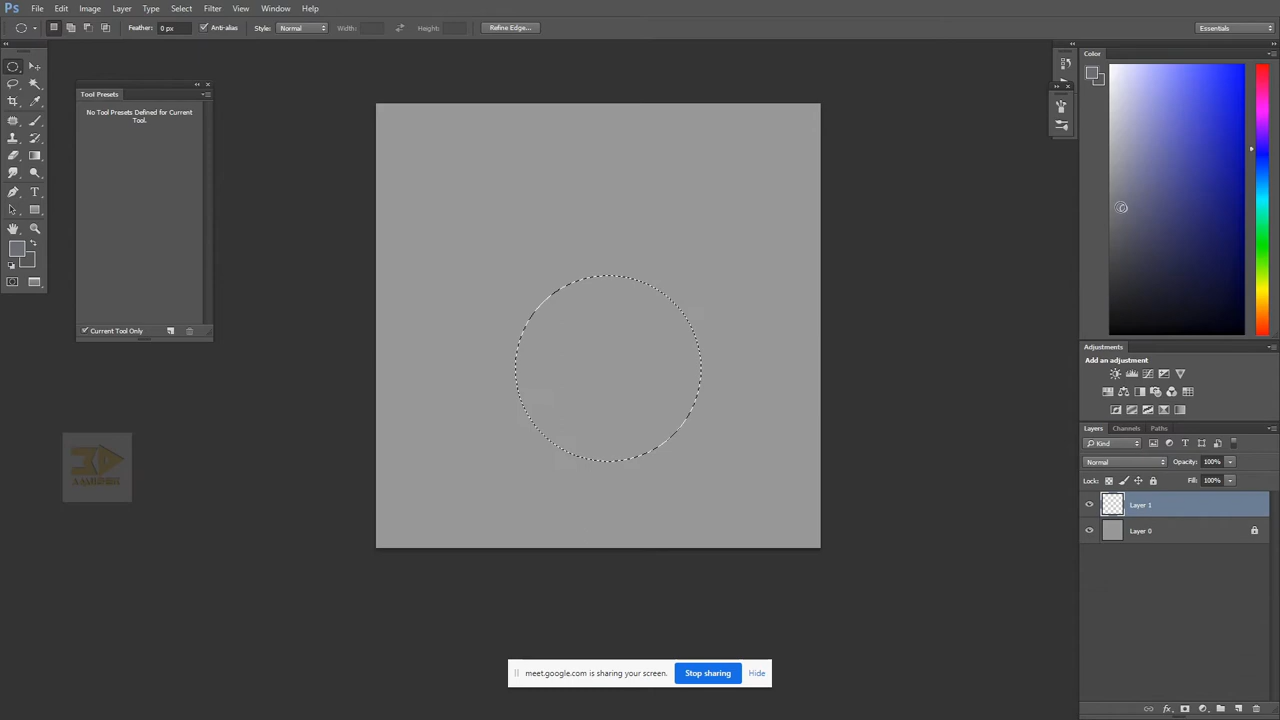 Ps File Edit Image Layer Type Select Filter View Window Help
Feather: 0 px Anti-alias Style: Normal Width: Height: Refine Edge... Essentials
Tool Presets
No Tool Presets Defined for Current
Tool.
Current Tool Only
Color
Adjustments
Add an adjustment
Layers Channels Paths
Kind
Normal Opacity: 100%
Lock: Fill: 100%
Layer 1
Layer 0
3D
meet.google.com is sharing your screen. Stop sharing Hide